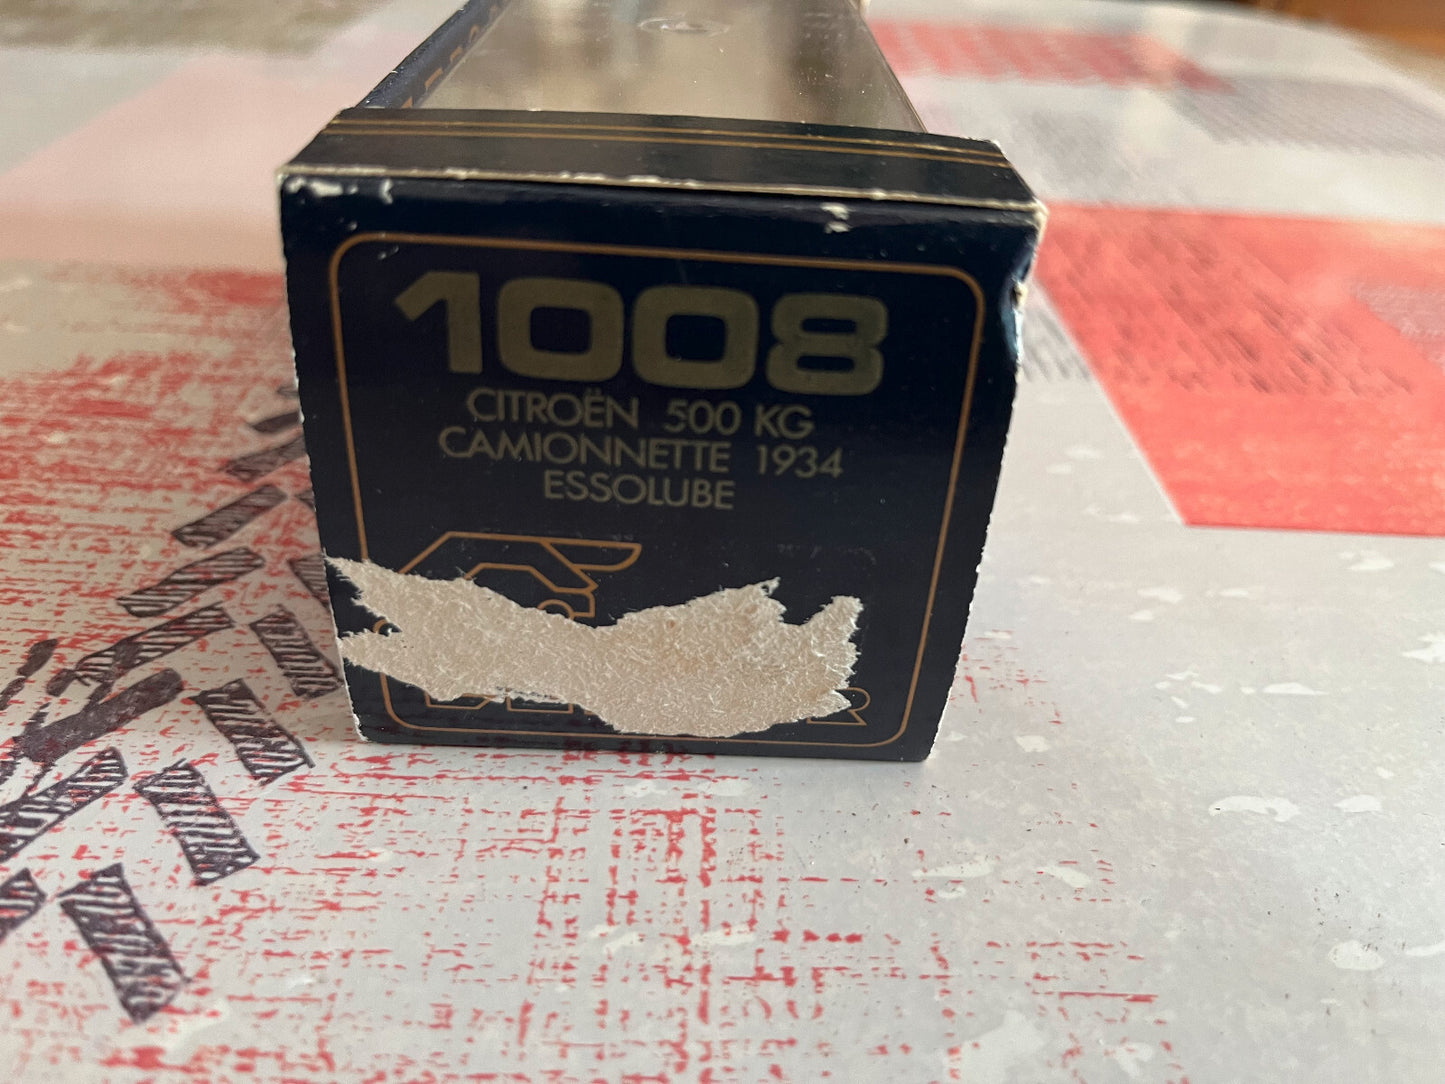 1008
CITROËN 500 KG
CAMIONNETTE 1934
ESSOLUBE